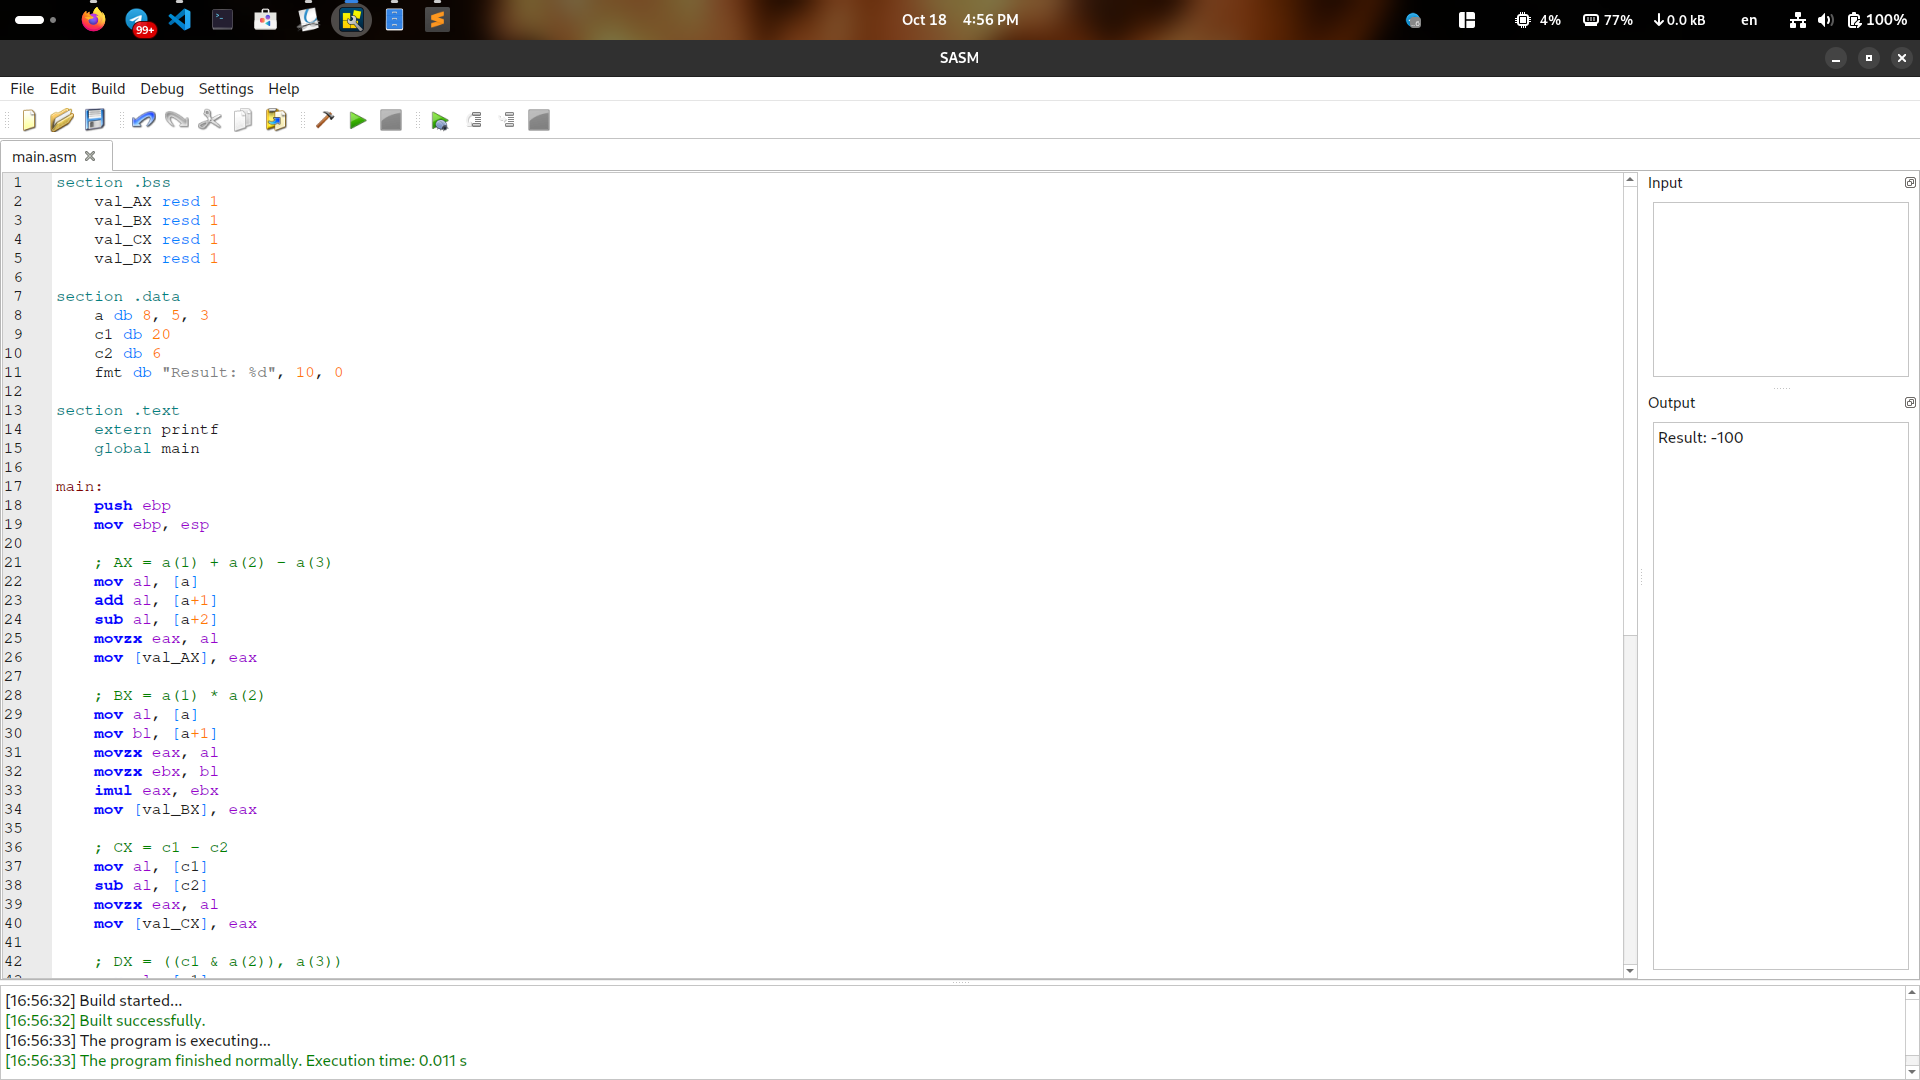 99+
Oct 18 4:56 PM
4% 77% ↓0.0 kB en 100%
SASM
File Edit Build Debug Settings Help
main.asm
1 section .bss
2     val_AX resd 1
3     val_BX resd 1
4     val_CX resd 1
5     val_DX resd 1
6
7 section .data
8     a db 8, 5, 3
9     c1 db 20
10     c2 db 6
11     fmt db "Result: %d", 10, 0
12
13 section .text
14     extern printf
15     global main
16
17 main:
18     push ebp
19     mov ebp, esp
20
21     ; AX = a(1) + a(2) - a(3)
22     mov al, [a]
23     add al, [a+1]
24     sub al, [a+2]
25     movzx eax, al
26     mov [val_AX], eax
27
28     ; BX = a(1) * a(2)
29     mov al, [a]
30     mov bl, [a+1]
31     movzx eax, al
32     movzx ebx, bl
33     imul eax, ebx
34     mov [val_BX], eax
35
36     ; CX = c1 - c2
37     mov al, [c1]
38     sub al, [c2]
39     movzx eax, al
40     mov [val_CX], eax
41
42     ; DX = ((c1 & a(2)), a(3))
Input
Output
Result: -100
[16:56:32] Build started...
[16:56:32] Built successfully.
[16:56:33] The program is executing...
[16:56:33] The program finished normally. Execution time: 0.011 s